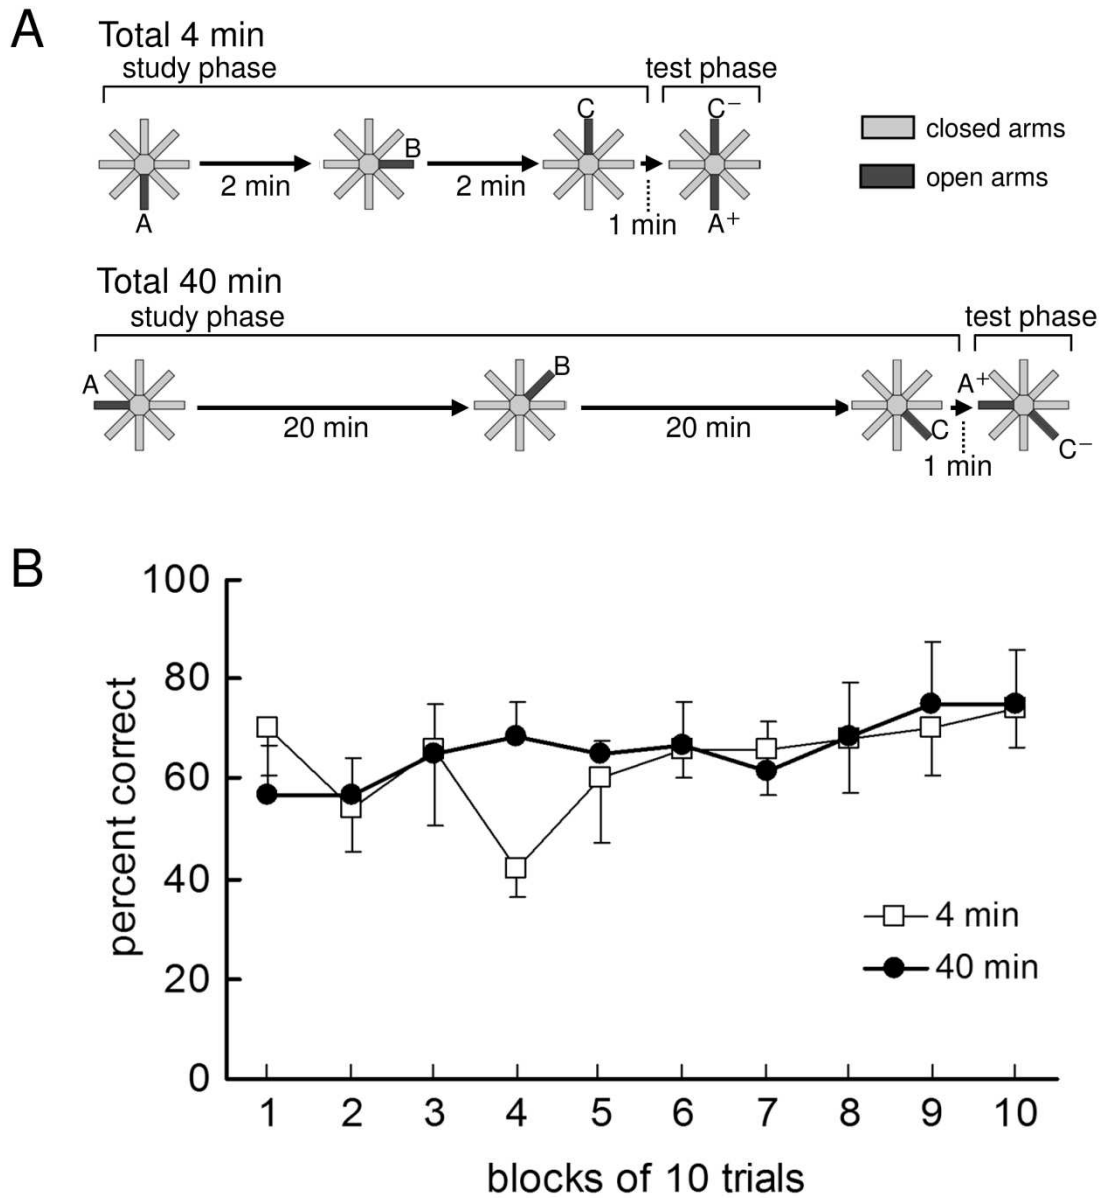 A
Total 4 min
study phase
test phase
C
C−
B
2 min
2 min
1 min
A
A+
closed arms
open arms
Total 40 min
study phase
test phase
A
B
A+
20 min
20 min
C
C−
1 min
B
percent correct
100
80
60
40
20
0
4 min
40 min
1 2 3 4 5 6 7 8 9 10
blocks of 10 trials